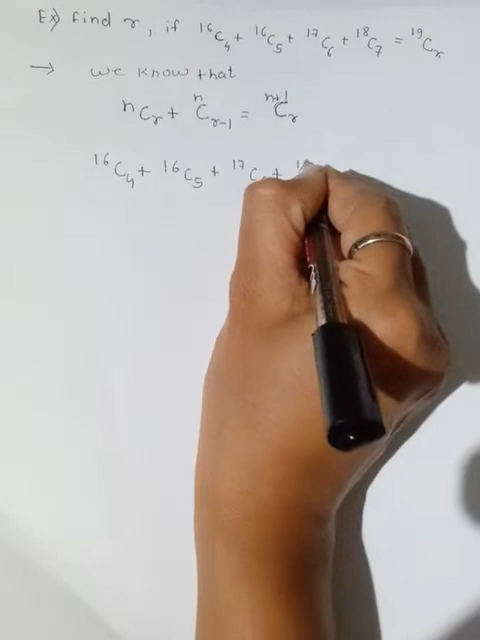 Ex) find r, if ¹⁶C₄ + ¹⁶C₅ + ¹⁷C₆ + ¹⁸C₇ = ¹⁹Cᵣ
→ we know that
ⁿCᵣ + ⁿCᵣ₋₁ = ⁿ⁺¹Cᵣ
¹⁶C₄ + ¹⁶C₅ + ¹⁷C +